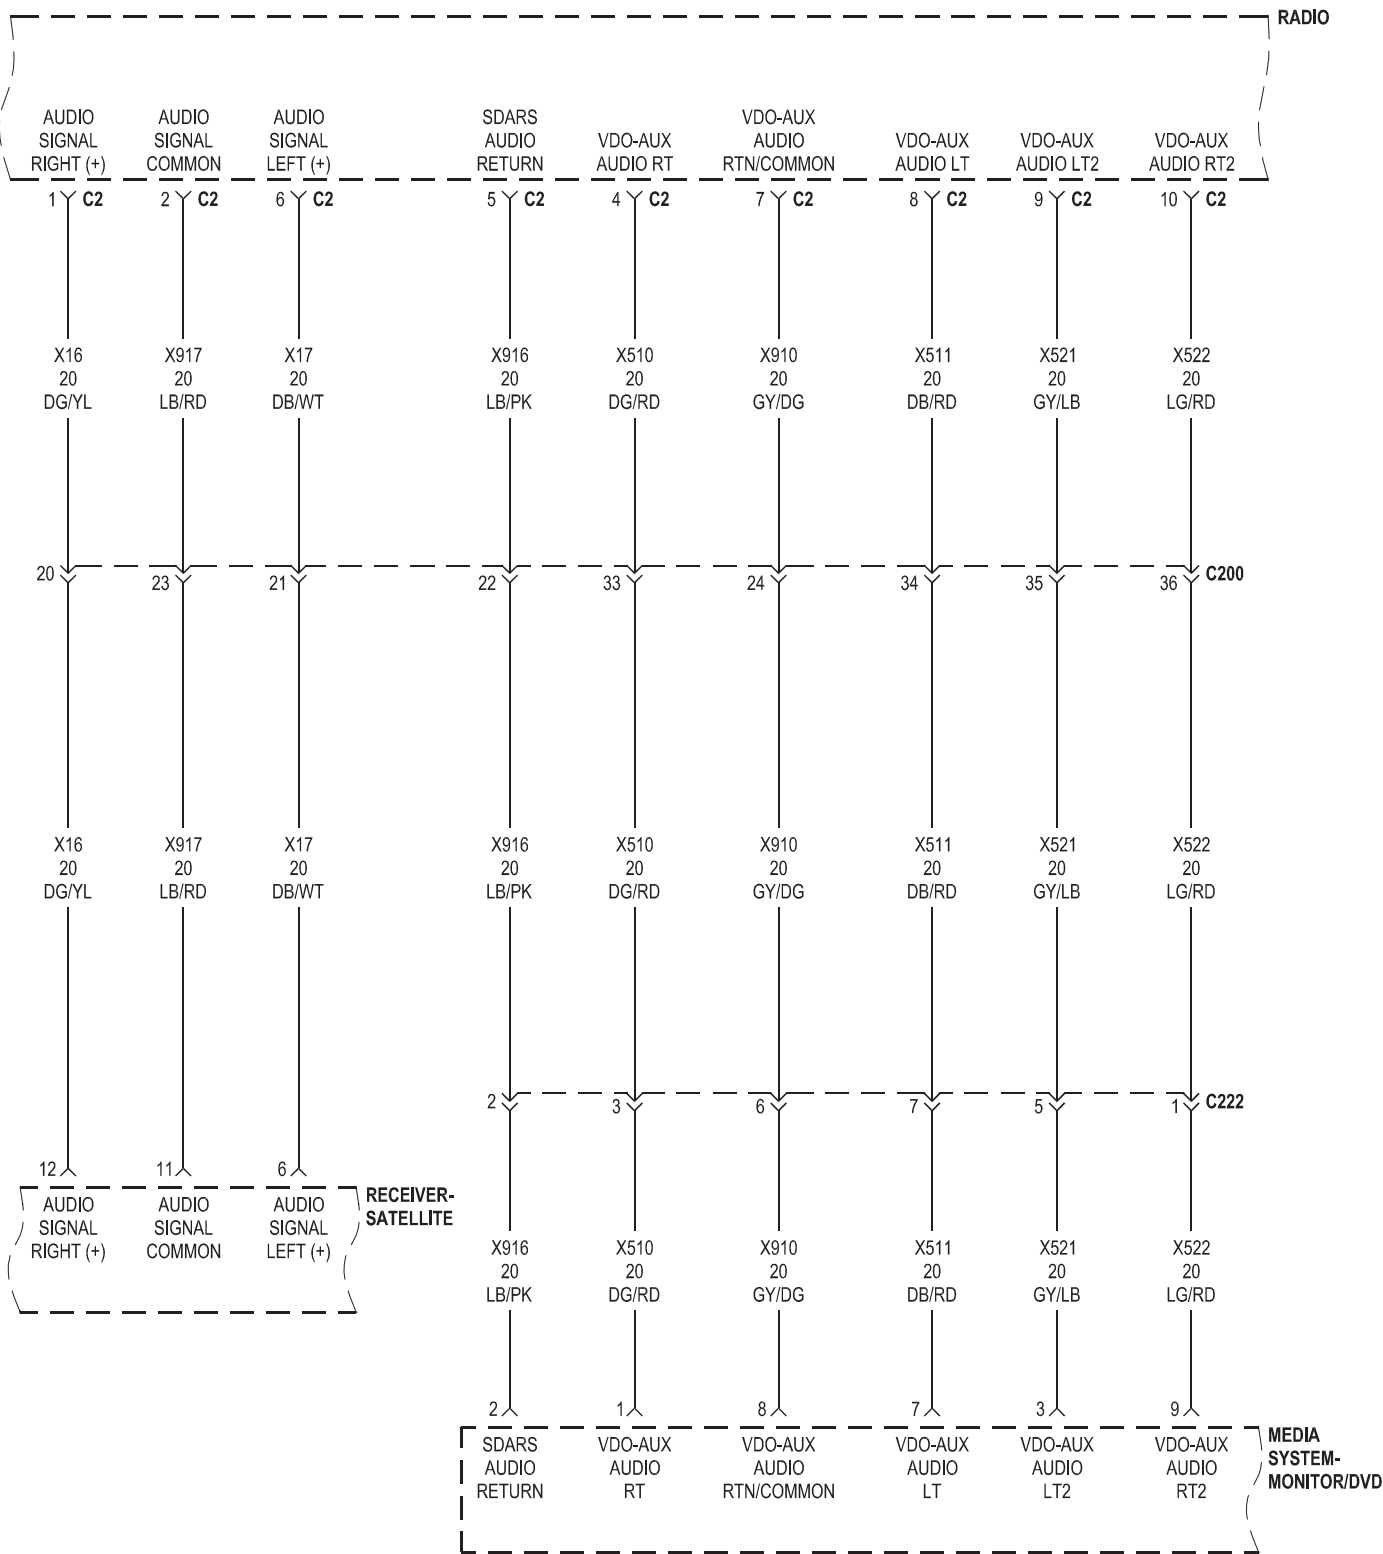 RADIO
AUDIO SIGNAL RIGHT (+)
AUDIO SIGNAL COMMON
AUDIO SIGNAL LEFT (+)
SDARS AUDIO RETURN
VDO-AUX AUDIO RT
VDO-AUX AUDIO RTN/COMMON
VDO-AUX AUDIO LT
VDO-AUX AUDIO LT2
VDO-AUX AUDIO RT2
1 C2 2 C2 6 C2 5 C2 4 C2 7 C2 8 C2 9 C2 10 C2
X16 X917 X17 X916 X510 X910 X511 X521 X522
20 20 20 20 20 20 20 20 20
DG/YL LB/RD DB/WT LB/PK DG/RD GY/DG DB/RD GY/LB LG/RD
20 23 21 22 33 24 34 35 36 C200
X16 X917 X17 X916 X510 X910 X511 X521 X522
20 20 20 20 20 20 20 20 20
DG/YL LB/RD DB/WT LB/PK DG/RD GY/DG DB/RD GY/LB LG/RD
2 3 6 7 5 1 C222
12 11 6
RECEIVER-
SATELLITE
AUDIO SIGNAL RIGHT (+)
AUDIO SIGNAL COMMON
AUDIO SIGNAL LEFT (+)
X916 X510 X910 X511 X521 X522
20 20 20 20 20 20
LB/PK DG/RD GY/DG DB/RD GY/LB LG/RD
2 1 8 7 3 9
SDARS AUDIO RETURN
VDO-AUX AUDIO RT
VDO-AUX AUDIO RTN/COMMON
VDO-AUX AUDIO LT
VDO-AUX AUDIO LT2
VDO-AUX AUDIO RT2
MEDIA
SYSTEM-
MONITOR/DVD